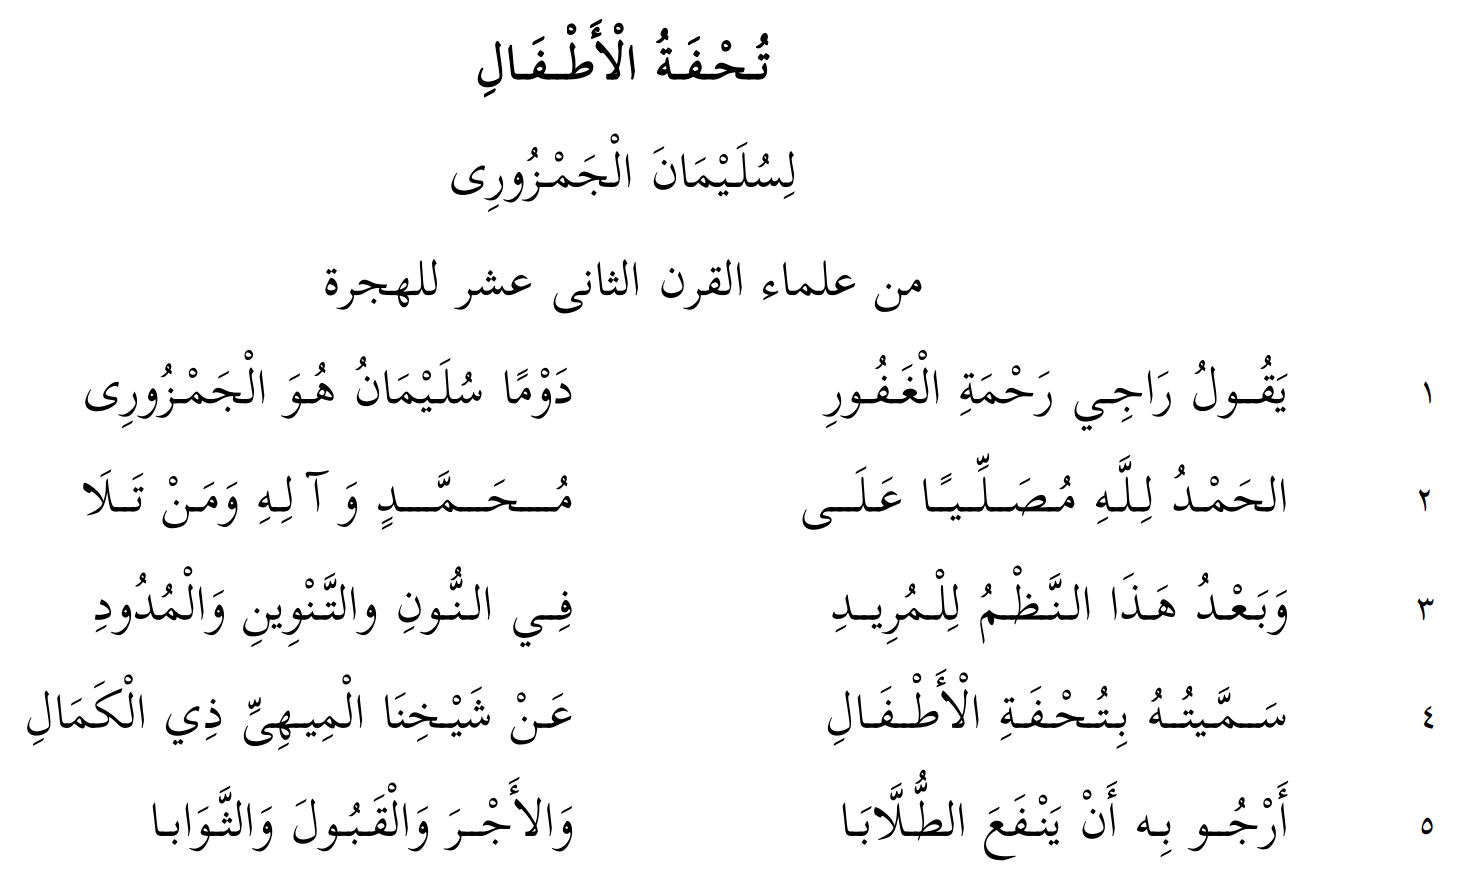 تُحْفَةُ الْأَطْفَالِ
لِسُلَيْمَانَ الْجَمْزُورِى
من علماء القرن الثانى عشر للهجرة
١ يَقُولُ رَاجِي رَحْمَةِ الْغَفُورِ دَوْمًا سُلَيْمَانُ هُوَ الْجَمْزُورِى
٢ الحَمْدُ لِلَّهِ مُصَلِّيًا عَلَى مُحَمَّدٍ وَآلِهِ وَمَنْ تَلَا
٣ وَبَعْدُ هَذَا النَّظْمُ لِلْمُرِيدِ فِي النُّونِ والتَّنْوِينِ وَالْمُدُودِ
٤ سَمَّيتُهُ بِتُحْفَةِ الْأَطْفَالِ عَنْ شَيْخِنَا الْمِيهِىِّ ذِي الْكَمَالِ
٥ أَرْجُو بِه أَنْ يَنْفَعَ الطُّلَّابَا وَالأَجْرَ وَالْقَبُولَ وَالثَّوَابا